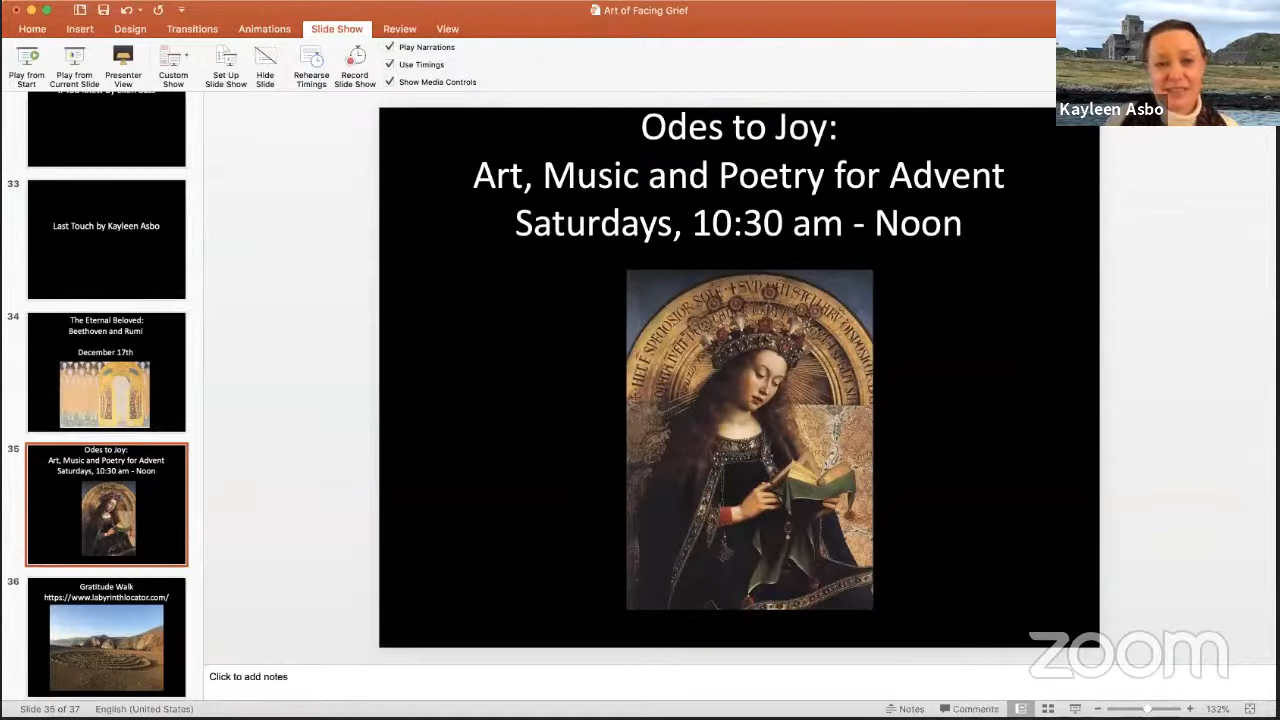 Art of Facing Grief
Home Insert Design Transitions Animations Slide Show Review View
Play from Start
Play from Current Slide
Presenter View
Custom Show
Set Up Slide Show
Hide Slide
Rehearse Timings
Record Slide Show
Play Narrations
Use Timings
Show Media Controls
Kayleen Asbo
33
Last Touch by Kayleen Asbo
34
The Eternal Beloved:
Beethoven and Rumi
December 17th
35
Odes to Joy:
Art, Music and Poetry for Advent
Saturdays, 10:30 am - Noon
36
Gratitude Walk
https://www.labyrinthlocator.com/
Odes to Joy:
Art, Music and Poetry for Advent
Saturdays, 10:30 am - Noon
zoom
Click to add notes
Slide 35 of 37 English (United States) Notes Comments 132%